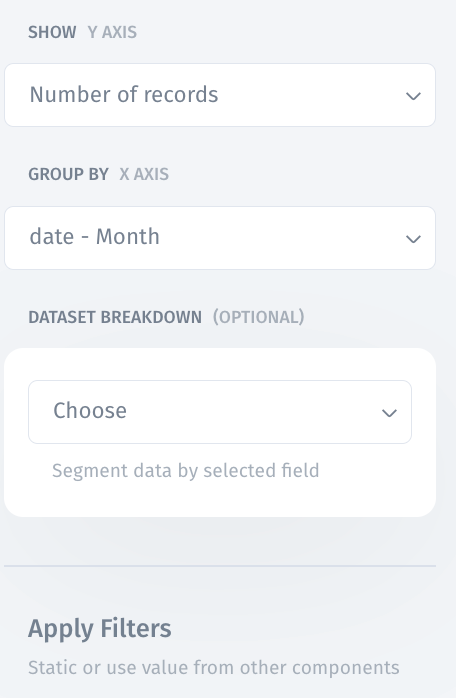 SHOW Y AXIS
Number of records
GROUP BY X AXIS
date - Month
DATASET BREAKDOWN (OPTIONAL)
Choose
Segment data by selected field
Apply Filters
Static or use value from other components